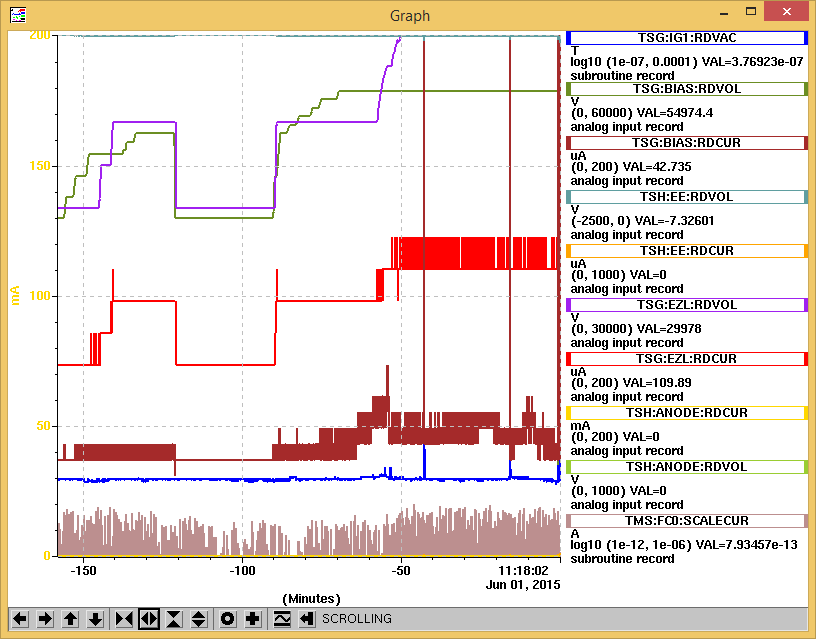 Graph
200
150
100
50
0
mA
-150
-100
-50
11:18:02
Jun 01, 2015
(Minutes)
TSG:IG1:RDVAC
T
log10 (1e-07, 0.0001) VAL=3.76923e-07
subroutine record
TSG:BIAS:RDVOL
V
(0, 60000) VAL=54974.4
analog input record
TSG:BIAS:RDCUR
uA
(0, 200) VAL=42.735
analog input record
TSH:EE:RDVOL
V
(-2500, 0) VAL=-7.32601
analog input record
TSH:EE:RDCUR
uA
(0, 1000) VAL=0
analog input record
TSG:EZL:RDVOL
V
(0, 30000) VAL=29978
analog input record
TSG:EZL:RDCUR
uA
(0, 200) VAL=109.89
analog input record
TSH:ANODE:RDCUR
mA
(0, 200) VAL=0
analog input record
TSH:ANODE:RDVOL
V
(0, 1000) VAL=0
analog input record
TMS:FC0:SCALECUR
A
log10 (1e-12, 1e-06) VAL=7.93457e-13
subroutine record
SCROLLING